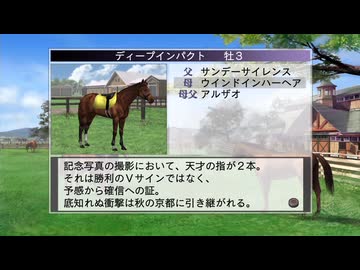 ディープインパクト 牡3
父 サンデーサイレンス
母 ウインドインハーヘア
母父 アルザオ
記念写真の撮影において、天才の指が2本。
それは勝利のVサインではなく、
予感から確信への証。
底知れぬ衝撃は秋の京都に引き継がれる。